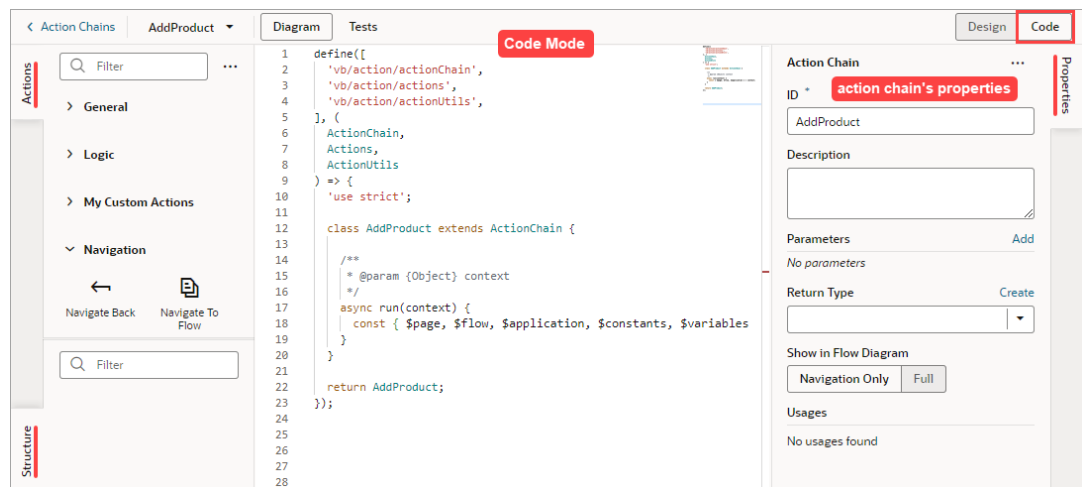 Action Chains
AddProduct
Diagram
Tests
Code Mode
Design
Code
Actions
Filter
General
Logic
My Custom Actions
Navigation
Navigate Back
Navigate To
Flow
Filter
Structure
1 define([
2 'vb/action/actionChain',
3 'vb/action/actions',
4 'vb/action/actionUtils',
5 ], (
6 ActionChain,
7 Actions,
8 ActionUtils
9 ) => {
10 'use strict';
11
12 class AddProduct extends ActionChain {
13
14 /**
15 * @param {Object} context
16 */
17 async run(context) {
18 const { $page, $flow, $application, $constants, $variables
19 }
20 }
21
22 return AddProduct;
23 });
24
25
26
27
28
Action Chain
ID *
action chain's properties
AddProduct
Description
Parameters
Add
No parameters
Return Type
Create
Show in Flow Diagram
Navigation Only
Full
Usages
No usages found
Properties